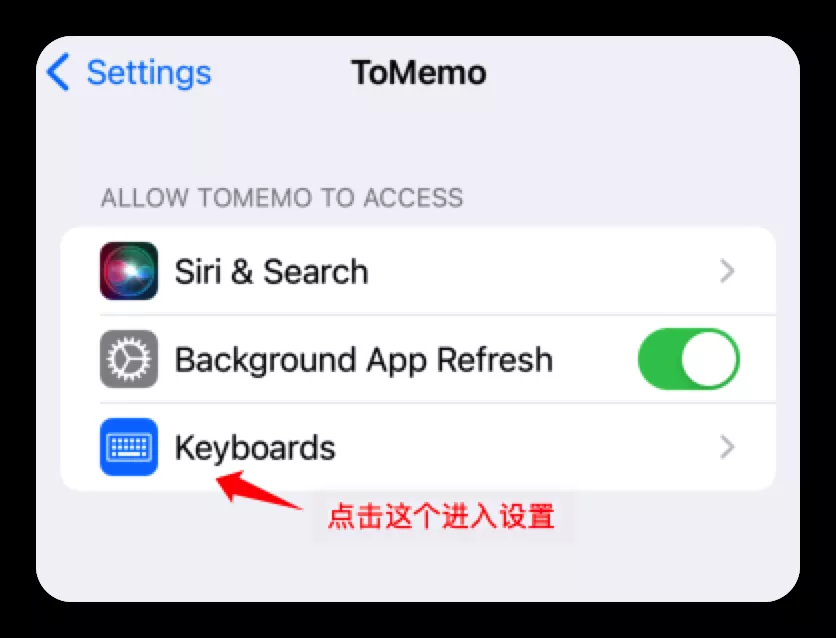 Settings
ToMemo
ALLOW TOMEMO TO ACCESS
Siri & Search
Background App Refresh
Keyboards
点击这个进入设置